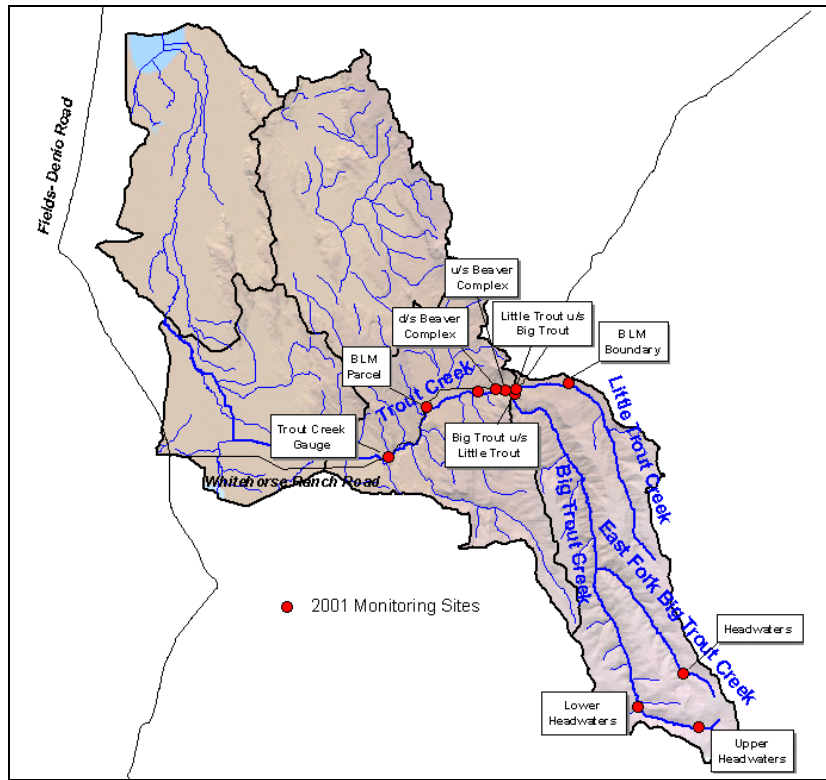 Fields- Denio Road
u/s Beaver
Complex
d/s Beaver
Complex
Little Trout u/s
Big Trout
BLM
Boundary
BLM
Parcel
Trout Creek
Little Trout Creek
Trout Creek
Gauge
Big Trout u/s
Little Trout
Whitehorse Ranch Road
Big Trout Creek
East Fork Big Trout Creek
2001 Monitoring Sites
Headwaters
Lower
Headwaters
Upper
Headwaters